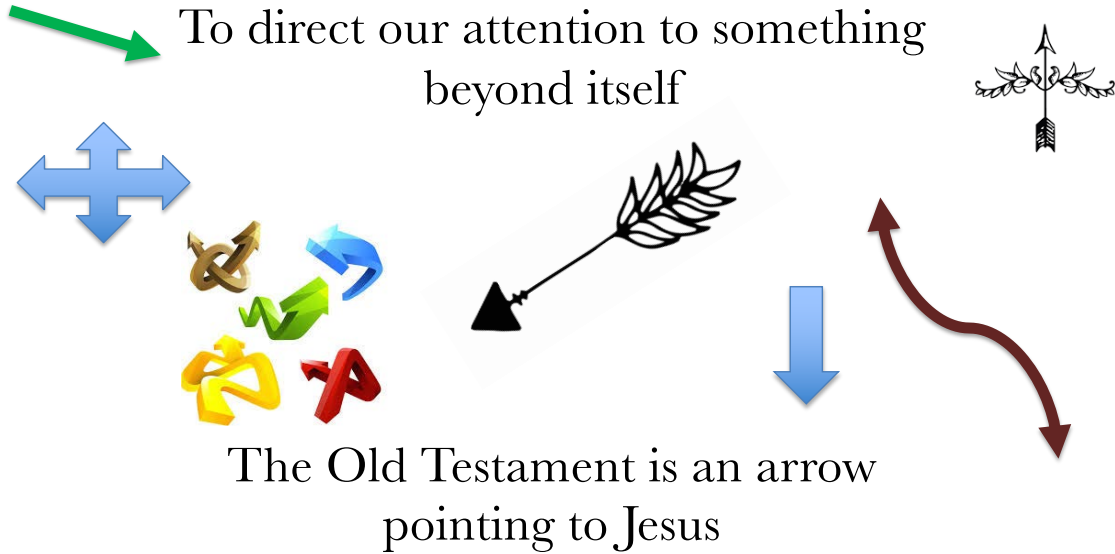 To direct our attention to something
beyond itself
The Old Testament is an arrow
pointing to Jesus